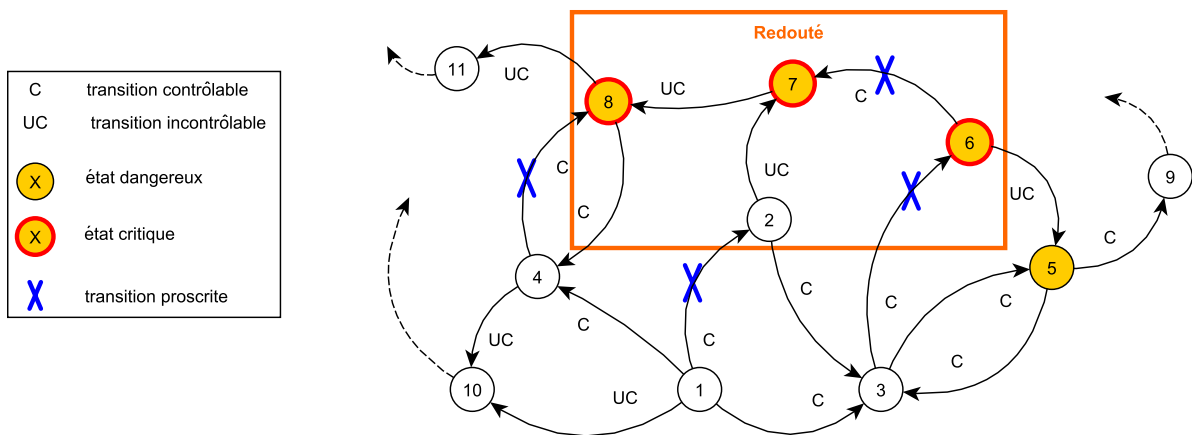 C transition contrôlable
UC transition incontrôlable
X état dangereux
X état critique
transition proscrite
Redouté
11
UC
8
UC
7
C
6
UC
9
C
C
UC
2
4
C
5
C
UC
C
C
C
C
C
C
10
UC
1
C
3